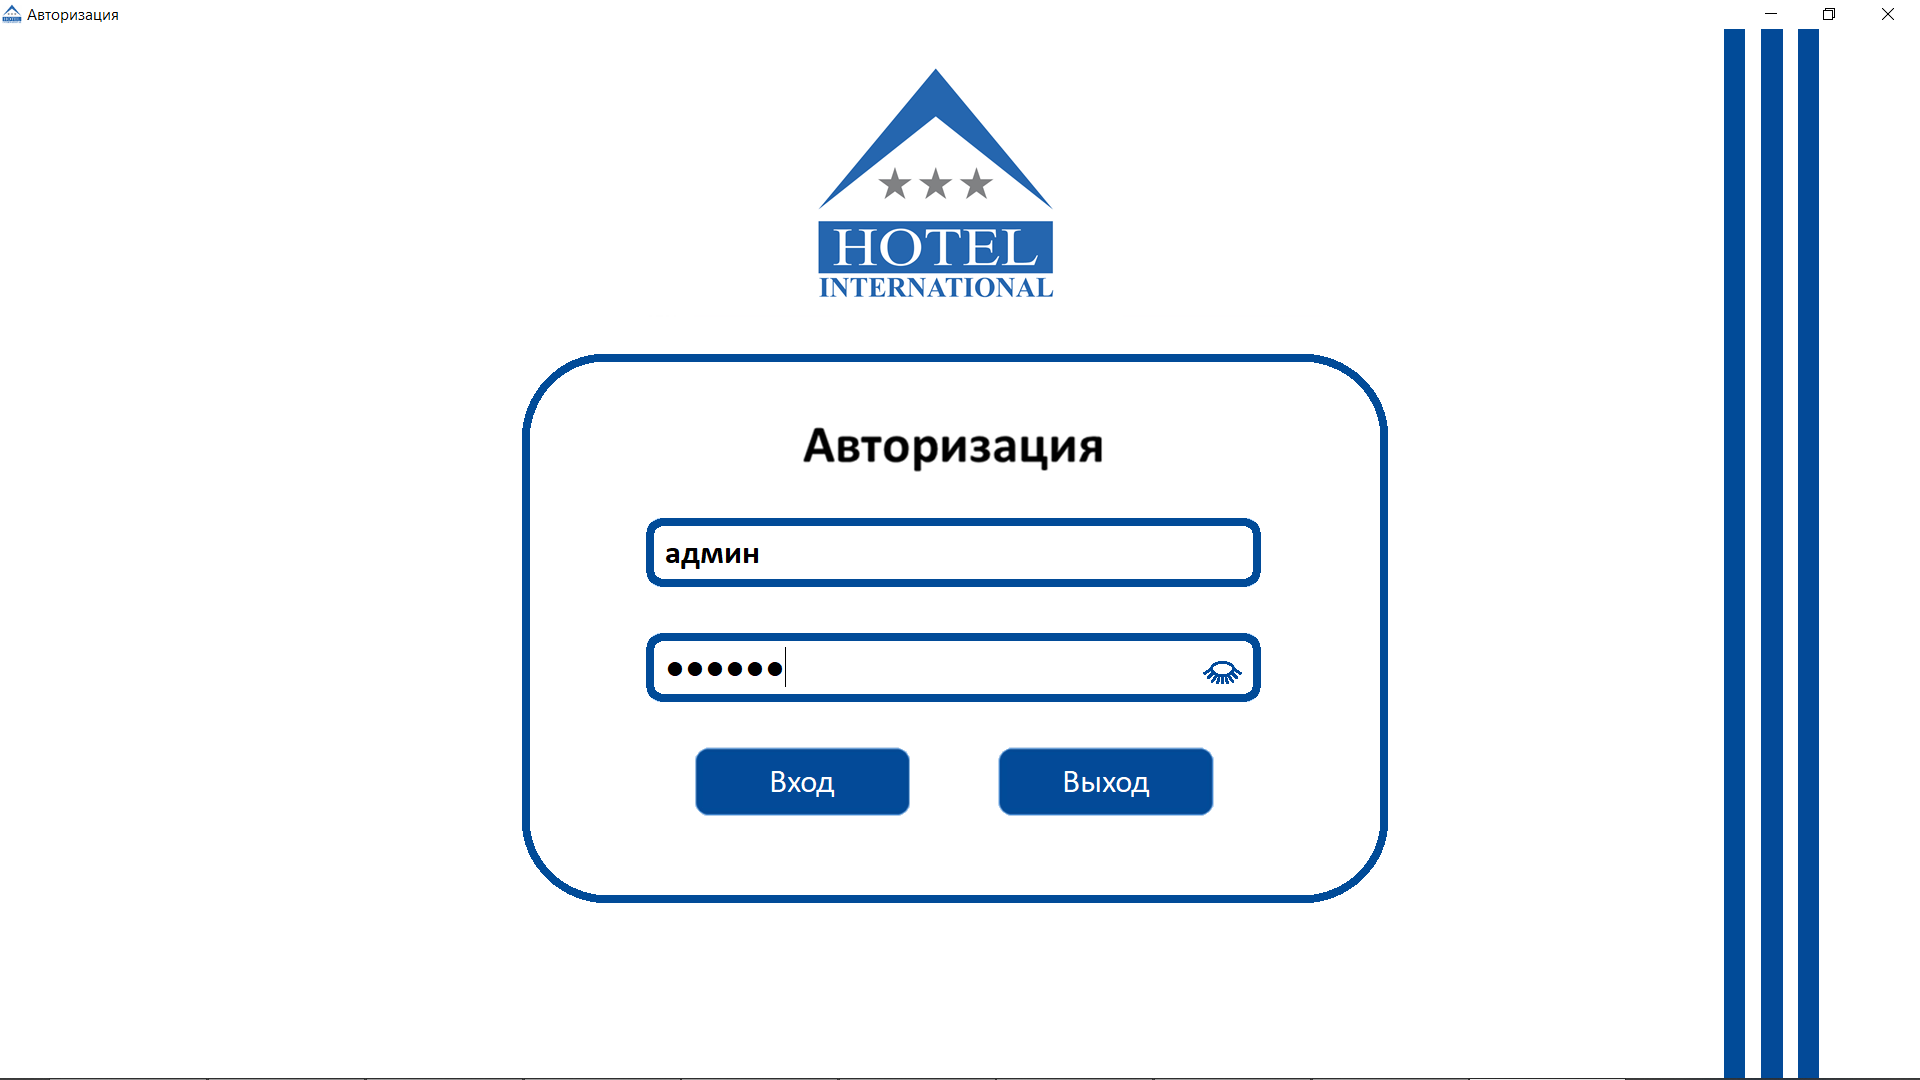 Авторизация
HOTEL
INTERNATIONAL
Авторизация
админ
●●●●●●
Вход
Выход